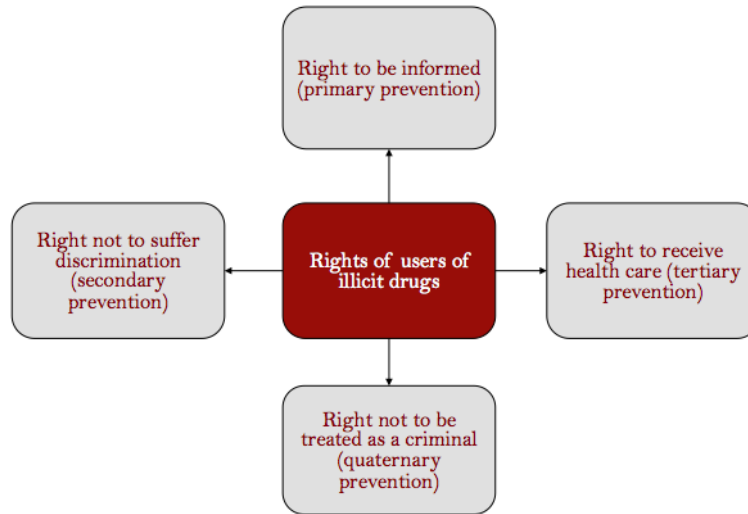 Right to be informed
(primary prevention)
Right not to suffer
discrimination
(secondary
prevention)
Rights of users of
illicit drugs
Right to receive
health care (tertiary
prevention)
Right not to be
treated as a criminal
(quaternary
prevention)